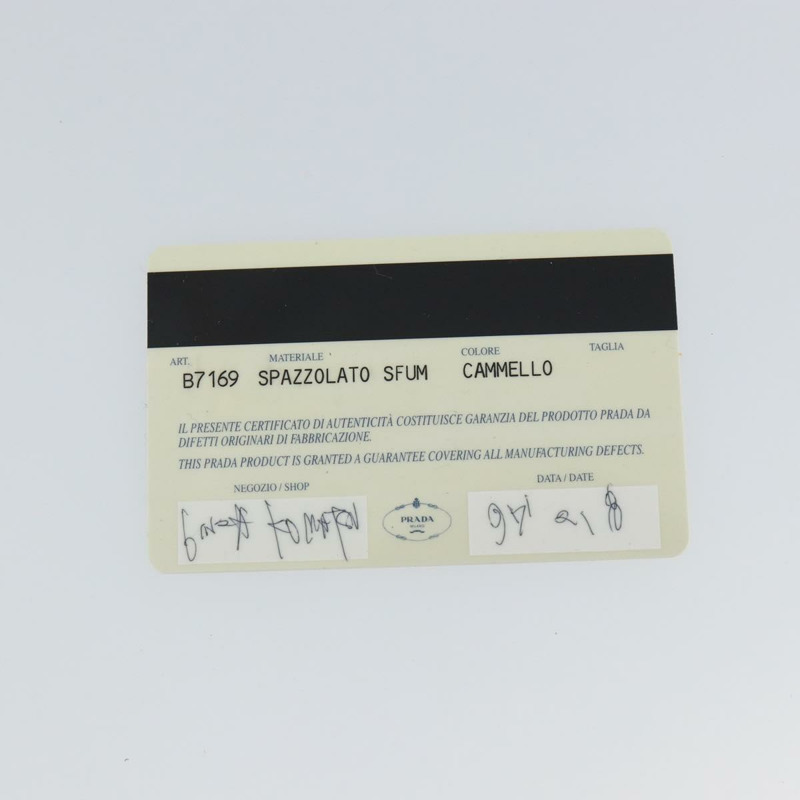 ART. MATERIALE COLORE TAGLIA
B7169 SPAZZOLATO SFUM CAMMELLO
IL PRESENTE CERTIFICATO DI AUTENTICITÀ COSTITUISCE GARANZIA DEL PRODOTTO PRADA DA
DIFETTI ORIGINARI DI FABBRICAZIONE.
THIS PRADA PRODUCT IS GRANTED A GUARANTEE COVERING ALL MANUFACTURING DEFECTS.
NEGOZIO / SHOP DATA / DATE
PRADA
MILANO